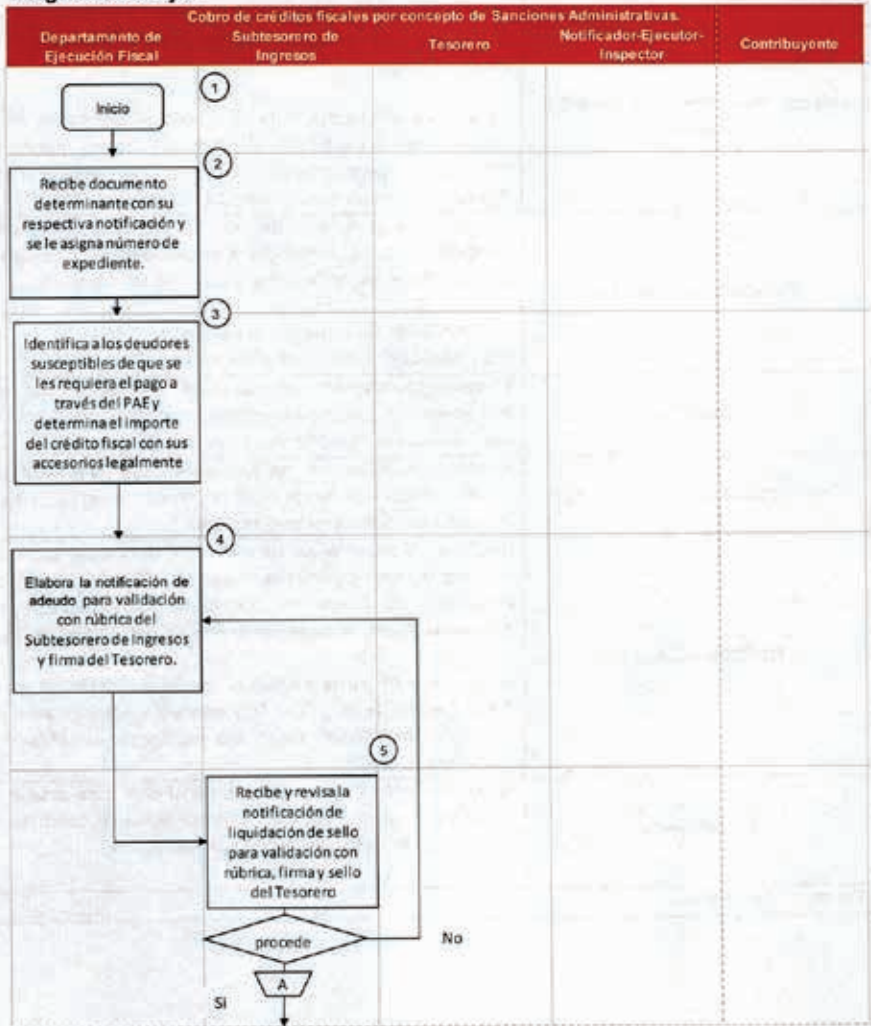 Cobro de créditos fiscales por concepto de Sanciones Administrativas.
Departamento de
Ejecución Fiscal
Subtesorero de
Ingresos
Tesorero
Notificador-Ejecutor-
Inspector
Contribuyente
1
Inicio
2
Recibe documento
determinante con su
respectiva notificación y
se le asigna número de
expediente.
3
Identifica a los deudores
susceptibles de que se
les requiera el pago a
través del PAE y
determina el importe
del crédito fiscal con sus
accesorios legalmente
4
Elabora la notificación de
adeudo para validación
con rúbrica del
Subtesorero de Ingresos
y firma del Tesorero.
5
Recibe y revisa la
notificación de
liquidación de sello
para validación con
rúbrica, firma y sello
del Tesorero
procede
No
A
Si